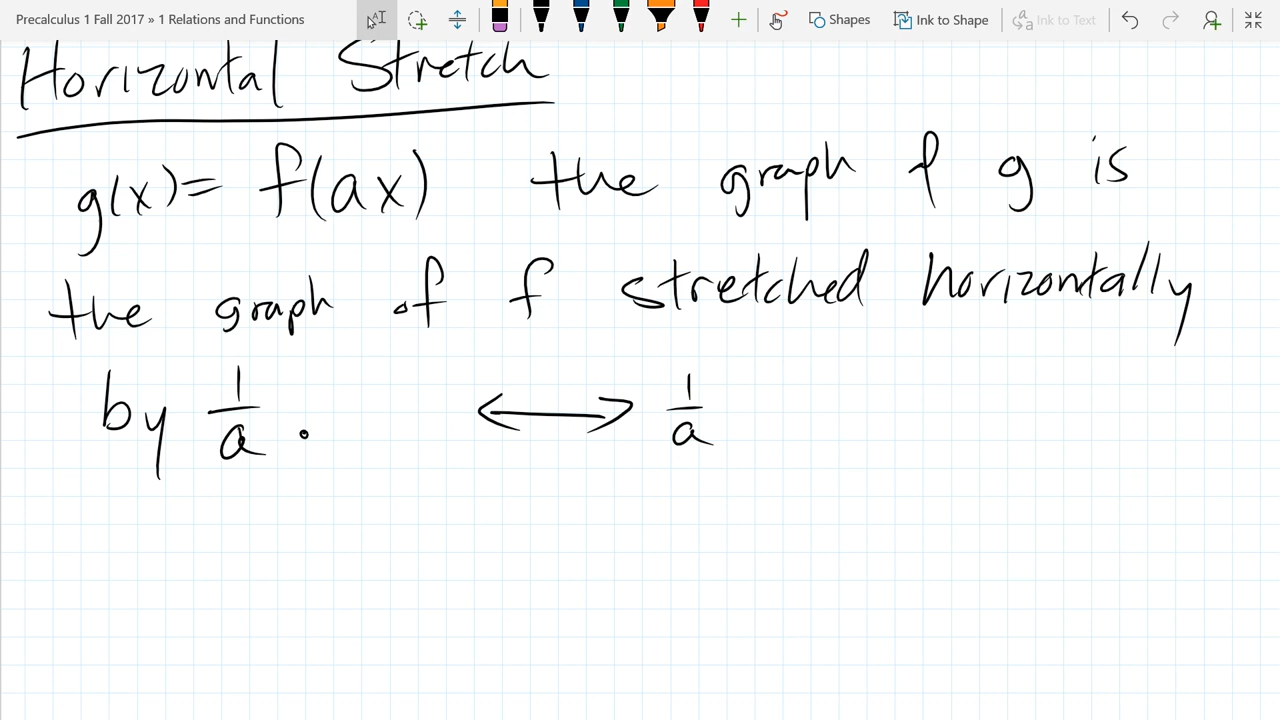 Precalculus 1 Fall 2017 » 1 Relations and Functions
Shapes Ink to Shape Ink to Text
Horizontal Stretch
g(x) = f(ax) the graph of g is
the graph of f stretched horizontally
by 1/a. ⟷ 1/a